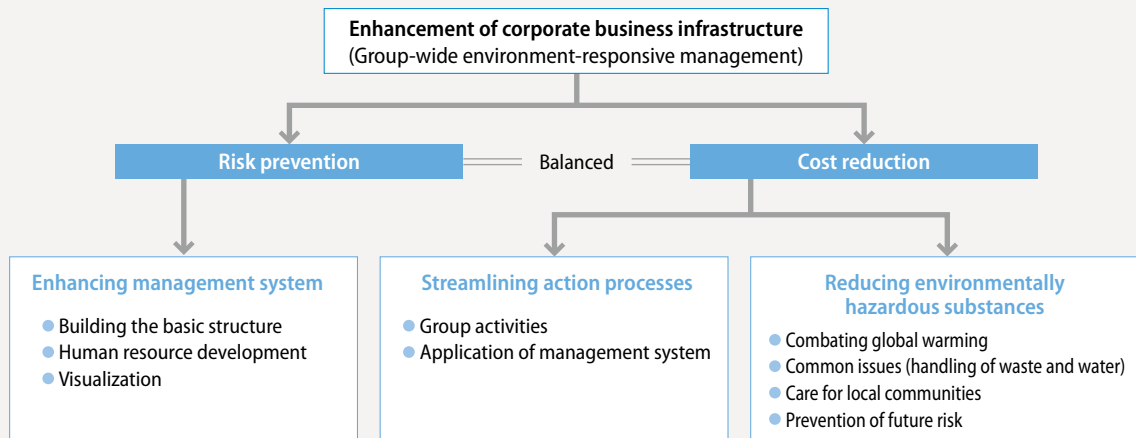 Enhancement of corporate business infrastructure
(Group-wide environment-responsive management)
Risk prevention
Balanced
Cost reduction
Enhancing management system
Building the basic structure
Human resource development
Visualization
Streamlining action processes
Group activities
Application of management system
Reducing environmentally
hazardous substances
Combating global warming
Common issues (handling of waste and water)
Care for local communities
Prevention of future risk